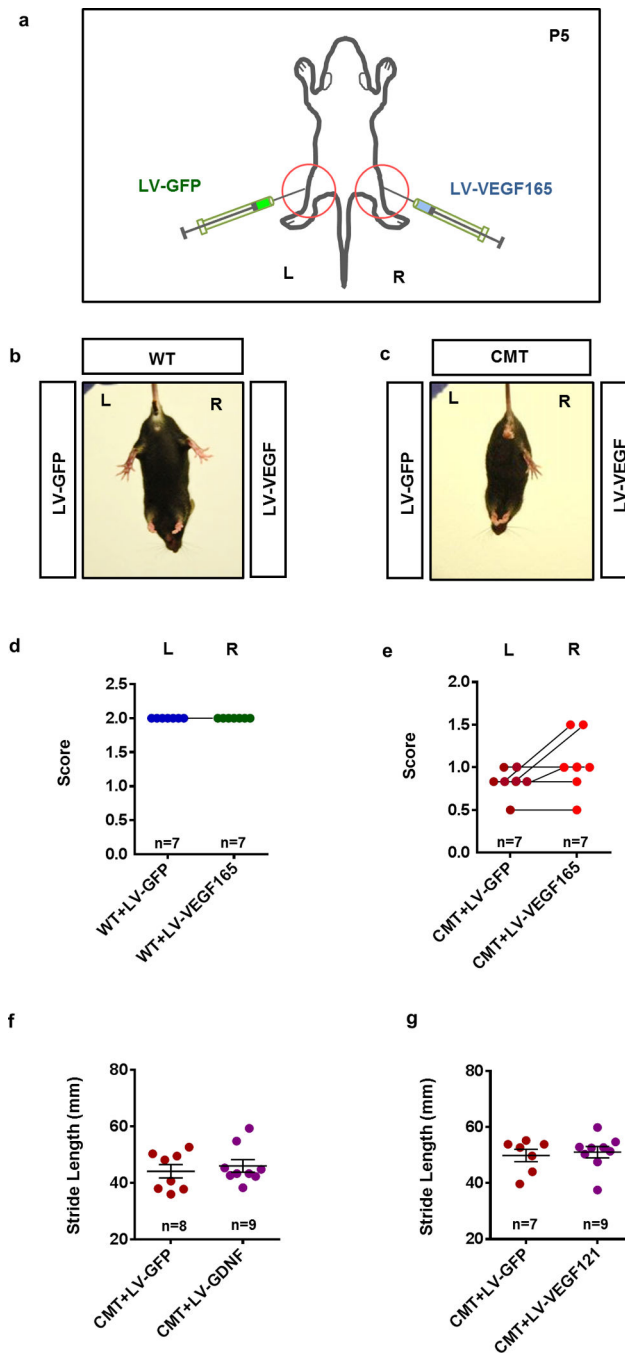 a
P5
LV-GFP
LV-VEGF165
L
R
b
WT
LV-GFP
L
R
LV-VEGF
c
CMT
LV-GFP
L
R
LV-VEGF
d
L
R
Score
2.5
2.0
1.5
1.0
0.5
0.0
n=7
n=7
WT+LV-GFP
WT+LV-VEGF165
e
L
R
Score
2.0
1.5
1.0
0.5
0.0
n=7
n=7
CMT+LV-GFP
CMT+LV-VEGF165
f
Stride Length (mm)
80
60
40
20
n=8
n=9
CMT+LV-GFP
CMT+LV-GDNF
g
Stride Length (mm)
80
60
40
20
n=7
n=9
CMT+LV-GFP
CMT+LV-VEGF121